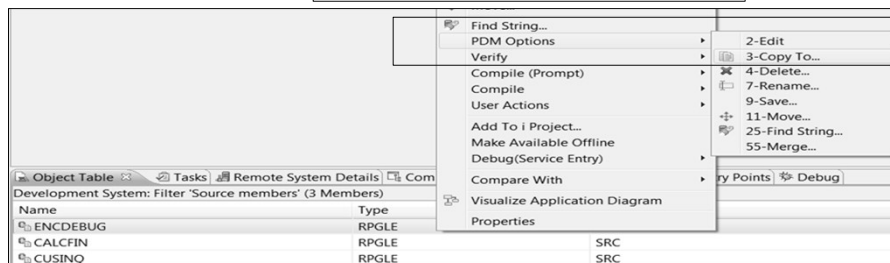 Move...
Find String...
PDM Options
2-Edit
Verify
3-Copy To...
Compile (Prompt)
4-Delete...
Compile
7-Rename...
User Actions
9-Save...
11-Move...
Add To i Project...
25-Find String...
Make Available Offline
55-Merge...
Debug(Service Entry)
Object Table Tasks Remote System Details Com
Compare With
ry Points Debug
Development System: Filter 'Source members' (3 Members)
Visualize Application Diagram
Name Type
Properties
ENCDEBUG RPGLE
CALCFIN RPGLE SRC
CUSINQ RPGLE SRC